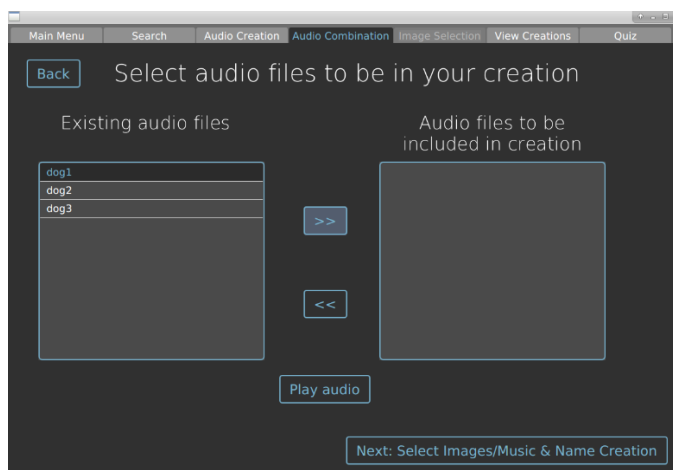 Main Menu Search Audio Creation Audio Combination Image Selection View Creations Quiz
Back
Select audio files to be in your creation
Existing audio files
Audio files to be
included in creation
dog1
dog2
dog3
>>
<<
Play audio
Next: Select Images/Music & Name Creation